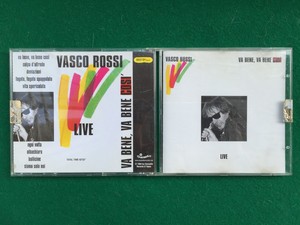 va bene, va bene così
colpa d'alfredo
deviazioni
fegato, fegato spappolato
vita spericolata
ogni volta
albachiara
bollicine
siamo solo noi
VASCO ROSSI
LIVE
VA BENE, VA BENE COSÌ
VASCO ROSSI
VA BENE, VA BENE COSÌ
LIVE